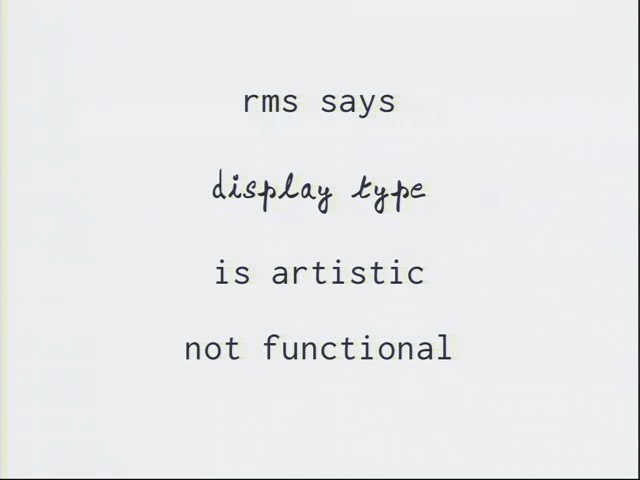 rms says
display type
is artistic
not functional